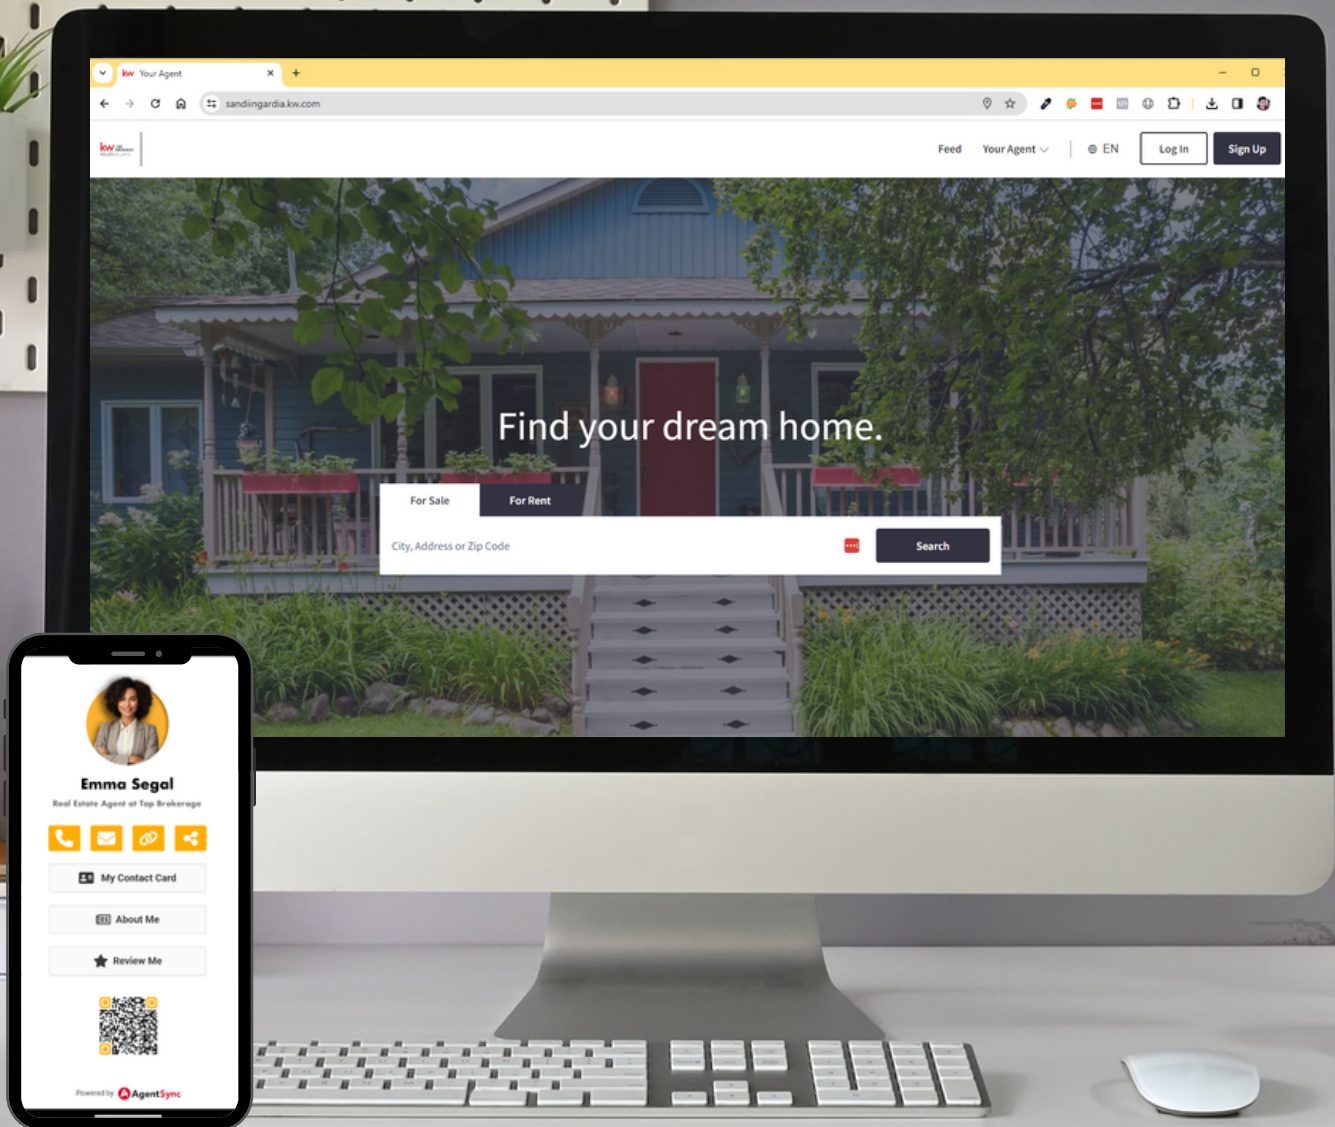 kw Your Agent
sandiingardia.kw.com
kw
Feed Your Agent EN Log In Sign Up
Find your dream home.
For Sale For Rent
City, Address or Zip Code Search
Emma Segal
Real Estate Agent at Top Brokerage
My Contact Card
About Me
Review Me
Powered by AgentSync